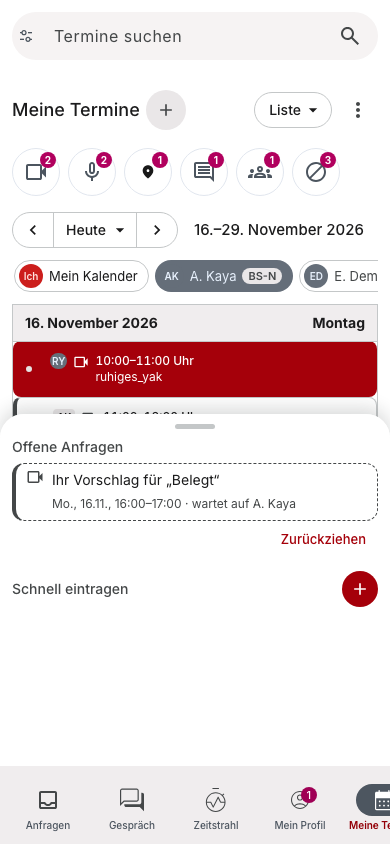 Termine suchen
Meine Termine
Liste
2
2
1
1
1
3
Heute
16.–29. November 2026
Ich Mein Kalender
AK A. Kaya BS-N
ED E. Dem
16. November 2026 Montag
RY 10:00–11:00 Uhr
ruhiges_yak
Offene Anfragen
Ihr Vorschlag für „Belegt“
Mo., 16.11., 16:00–17:00 · wartet auf A. Kaya
Zurückziehen
Schnell eintragen
1
Anfragen
Gespräch
Zeitstrahl
Mein Profil
Meine Te